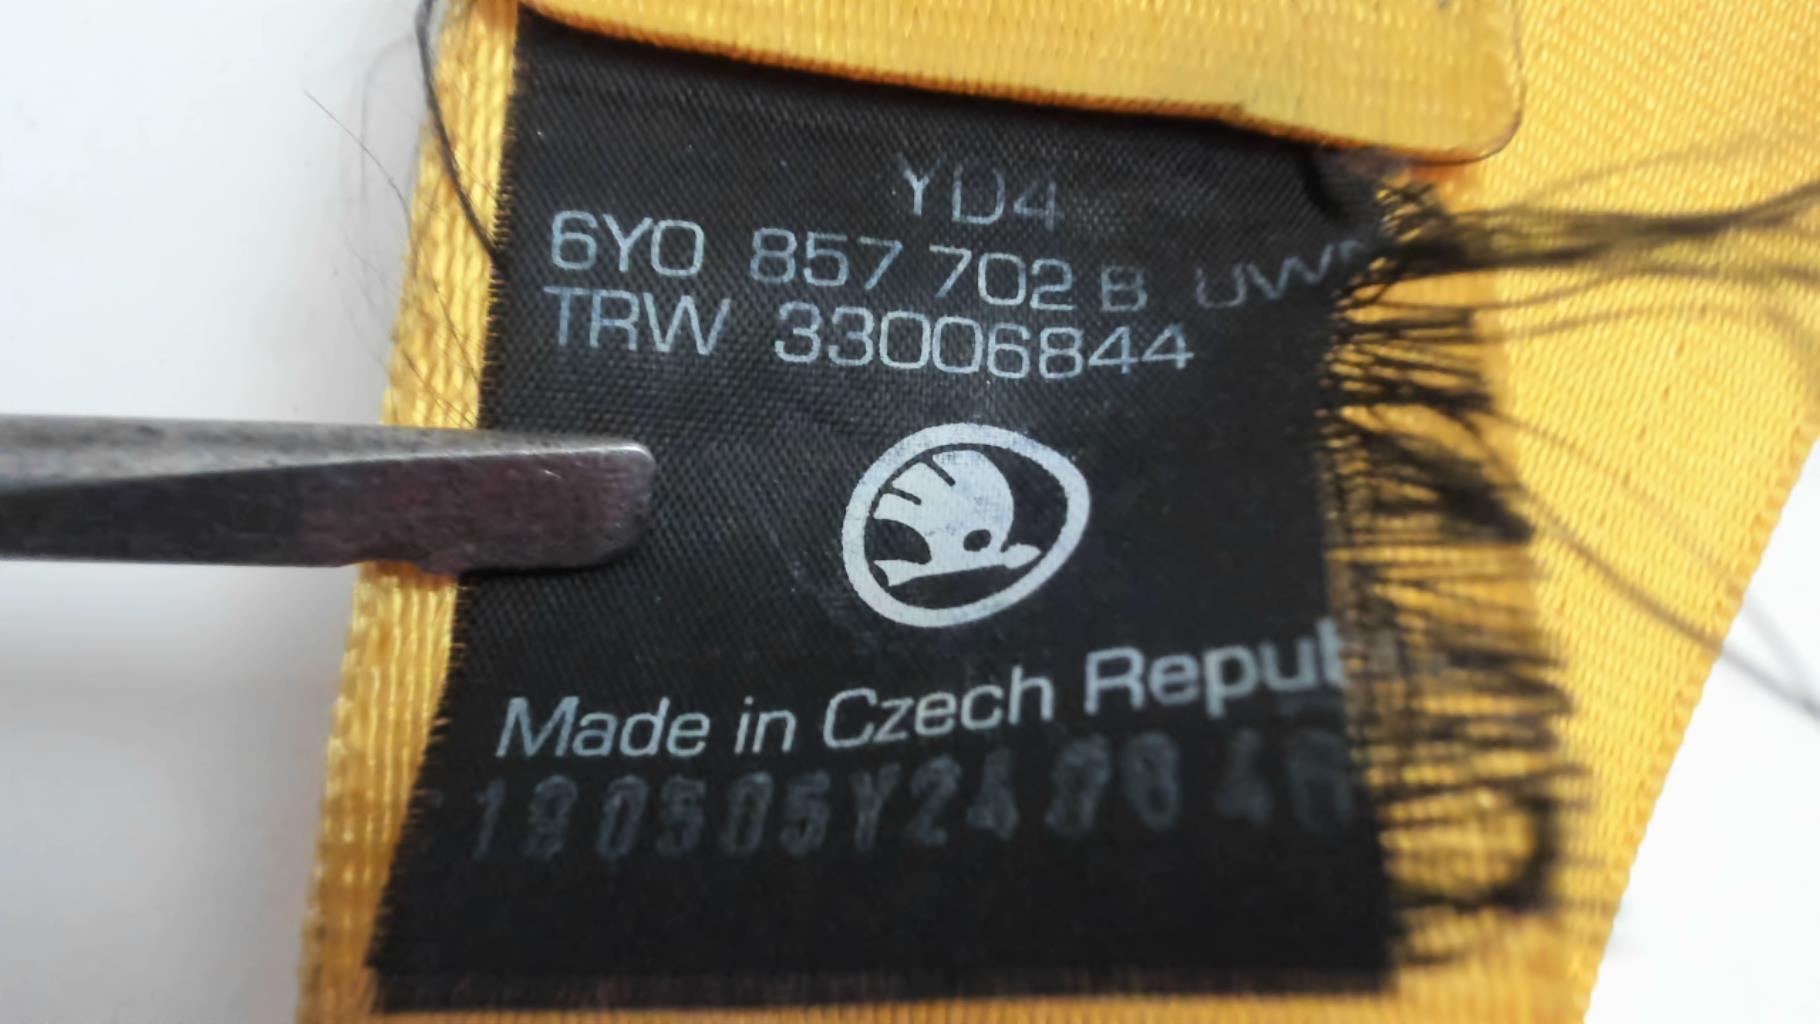 YD4
6Y0 857 702 B
TRW 33006844
Made in Czech